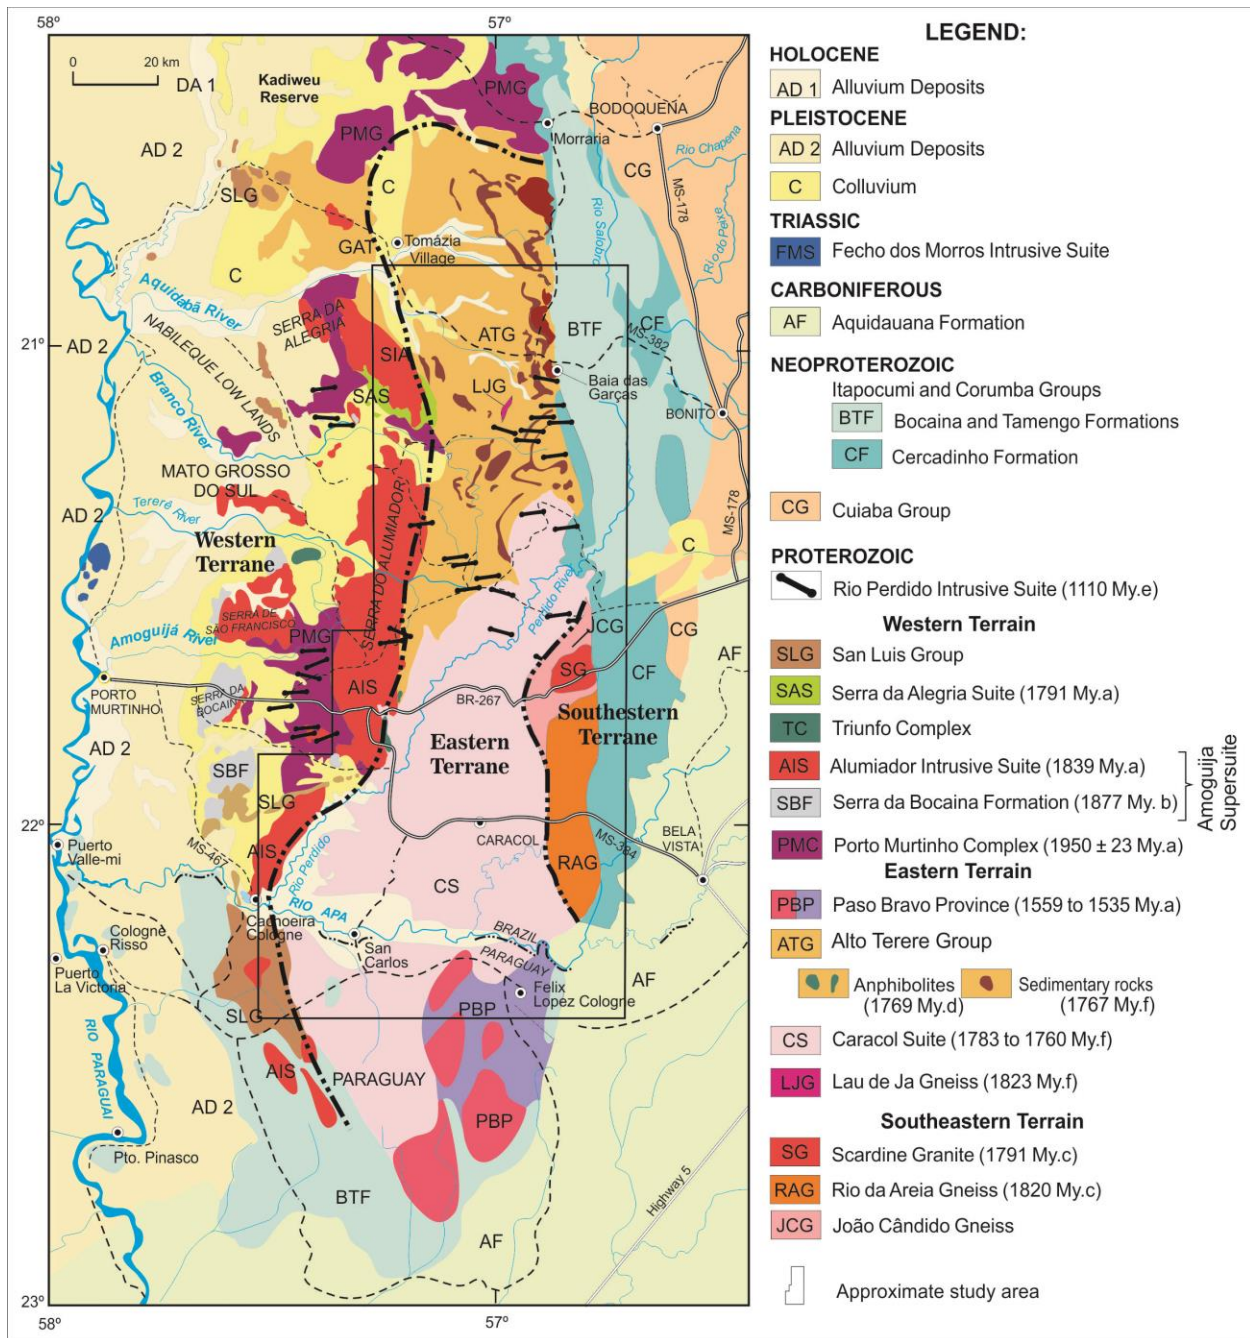 58º
57º
0
20 km
DA 1
Kadiweu
Reserve
PMG
BODOQUENA
Morraria
PMG
AD 2
Rio Chapena
CG
SLG
C
MS-178
Rio Salobro
Rio do Peixe
GAT
Tomázia
Village
C
Aquidabã River
SERRA DA
ALEGRIA
ATG
BTF
CF
MS-382
21º
AD 2
NABILEQUE LOW LANDS
SIA
SAS
LJG
Baia das
Garças
BONITO
Branco River
MATO GROSSO
DO SUL
AD 2
Tereré River
Western
Terrane
SERRA DO ALUMIADOR
MS-178
C
Perdido River
SERRA DE
SÃO FRANCISCO
PMG
Amoguijá River
JCG
CG
SG
CF
AF
PORTO
MURTINHO
SERRA DA
BOCAIN
AIS
BR-267
Southestern
Terrane
Eastern
Terrane
AD 2
SBF
SLG
22º
Puerto
Valle-mi
MS-467
AIS
Rio Perdido
CARACOL
MS-384
BELA
VISTA
RAG
CS
RIO APA
Cachoeira
Cologne
Cologne
Risso
San
Carlos
BRAZIL
PARAGUAY
AF
Puerto
La Victoria
Felix
Lopez Cologne
SLG
PBP
RIO PARAGUAI
AIS
PARAGUAY
AD 2
PBP
Pto. Pinasco
BTF
Highway 5
AF
23º
58º
57º
LEGEND:
HOLOCENE
AD 1 Alluvium Deposits
PLEISTOCENE
AD 2 Alluvium Deposits
C Colluvium
TRIASSIC
FMS Fecho dos Morros Intrusive Suite
CARBONIFEROUS
AF Aquidauana Formation
NEOPROTEROZOIC
Itapocumi and Corumba Groups
BTF Bocaina and Tamengo Formations
CF Cercadinho Formation
CG Cuiaba Group
PROTEROZOIC
Rio Perdido Intrusive Suite (1110 My.e)
Western Terrain
SLG San Luis Group
SAS Serra da Alegria Suite (1791 My.a)
TC Triunfo Complex
AIS Alumiador Intrusive Suite (1839 My.a)
SBF Serra da Bocaina Formation (1877 My. b)
Amoguija
Supersuite
PMC Porto Murtinho Complex (1950 ± 23 My.a)
Eastern Terrain
PBP Paso Bravo Province (1559 to 1535 My.a)
ATG Alto Terere Group
Anphibolites
(1769 My.d)
Sedimentary rocks
(1767 My.f)
CS Caracol Suite (1783 to 1760 My.f)
LJG Lau de Ja Gneiss (1823 My.f)
Southeastern Terrain
SG Scardine Granite (1791 My.c)
RAG Rio da Areia Gneiss (1820 My.c)
JCG João Cândido Gneiss
Approximate study area